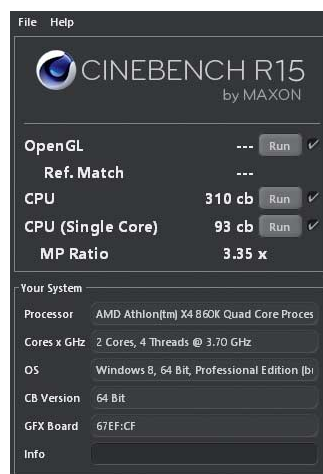 File Help
CINEBENCH R15
by MAXON
OpenGL --- Run
Ref. Match ---
CPU 310 cb Run
CPU (Single Core) 93 cb Run
MP Ratio 3.35 x
Your System
Processor AMD Athlon(tm) X4 860K Quad Core Proces
Cores x GHz 2 Cores, 4 Threads @ 3.70 GHz
OS Windows 8, 64 Bit, Professional Edition (bu
CB Version 64 Bit
GFX Board 67EF:CF
Info